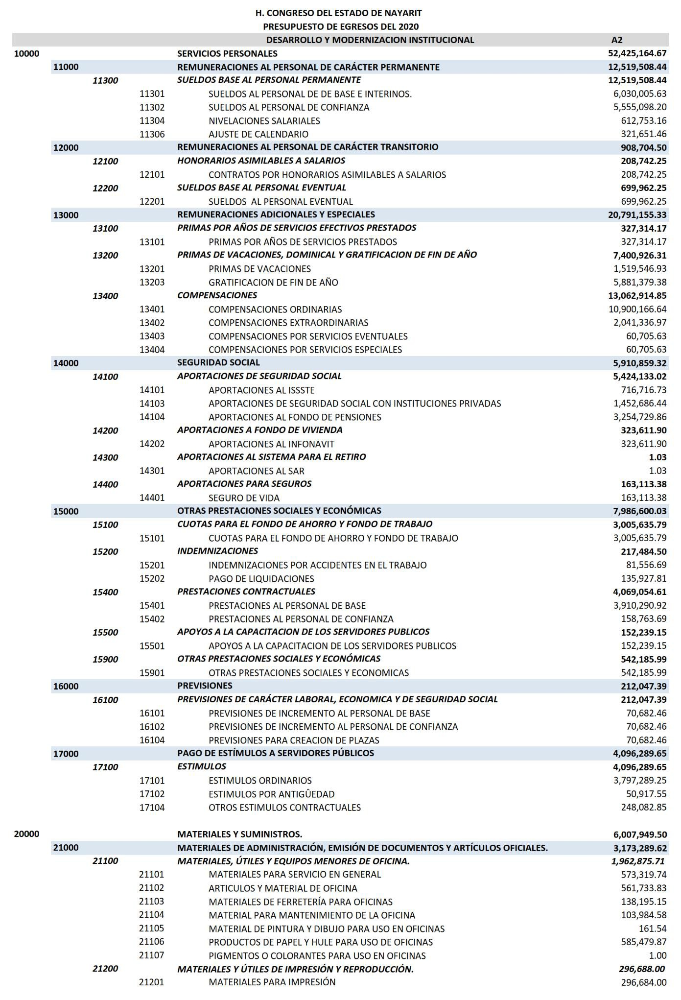 H. CONGRESO DEL ESTADO DE NAYARIT
PRESUPUESTO DE EGRESOS DEL 2020
DESARROLLO Y MODERNIZACION INSTITUCIONAL A2
10000 SERVICIOS PERSONALES 52,425,164.67
11000 REMUNERACIONES AL PERSONAL DE CARÁCTER PERMANENTE 12,519,508.44
11300 SUELDOS BASE AL PERSONAL PERMANENTE 12,519,508.44
11301 SUELDOS AL PERSONAL DE DE BASE E INTERINOS. 6,030,005.63
11302 SUELDOS AL PERSONAL DE CONFIANZA 5,555,098.20
11304 NIVELACIONES SALARIALES 612,753.16
11306 AJUSTE DE CALENDARIO 321,651.46
12000 REMUNERACIONES AL PERSONAL DE CARÁCTER TRANSITORIO 908,704.50
12100 HONORARIOS ASIMILABLES A SALARIOS 208,742.25
12101 CONTRATOS POR HONORARIOS ASIMILABLES A SALARIOS 208,742.25
12200 SUELDOS BASE AL PERSONAL EVENTUAL 699,962.25
12201 SUELDOS AL PERSONAL EVENTUAL 699,962.25
13000 REMUNERACIONES ADICIONALES Y ESPECIALES 20,791,155.33
13100 PRIMAS POR AÑOS DE SERVICIOS EFECTIVOS PRESTADOS 327,314.17
13101 PRIMAS POR AÑOS DE SERVICIOS PRESTADOS 327,314.17
13200 PRIMAS DE VACACIONES, DOMINICAL Y GRATIFICACION DE FIN DE AÑO 7,400,926.31
13201 PRIMAS DE VACACIONES 1,519,546.93
13203 GRATIFICACION DE FIN DE AÑO 5,881,379.38
13400 COMPENSACIONES 13,062,914.85
13401 COMPENSACIONES ORDINARIAS 10,900,166.64
13402 COMPENSACIONES EXTRAORDINARIAS 2,041,336.97
13403 COMPENSACIONES POR SERVICIOS EVENTUALES 60,705.63
13404 COMPENSACIONES POR SERVICIOS ESPECIALES 60,705.63
14000 SEGURIDAD SOCIAL 5,910,859.32
14100 APORTACIONES DE SEGURIDAD SOCIAL 5,424,133.02
14101 APORTACIONES AL ISSSTE 716,716.73
14103 APORTACIONES DE SEGURIDAD SOCIAL CON INSTITUCIONES PRIVADAS 1,452,686.44
14104 APORTACIONES AL FONDO DE PENSIONES 3,254,729.86
14200 APORTACIONES A FONDO DE VIVIENDA 323,611.90
14202 APORTACIONES AL INFONAVIT 323,611.90
14300 APORTACIONES AL SISTEMA PARA EL RETIRO 1.03
14301 APORTACIONES AL SAR 1.03
14400 APORTACIONES PARA SEGUROS 163,113.38
14401 SEGURO DE VIDA 163,113.38
15000 OTRAS PRESTACIONES SOCIALES Y ECONÓMICAS 7,986,600.03
15100 CUOTAS PARA EL FONDO DE AHORRO Y FONDO DE TRABAJO 3,005,635.79
15101 CUOTAS PARA EL FONDO DE AHORRO Y FONDO DE TRABAJO 3,005,635.79
15200 INDEMNIZACIONES 217,484.50
15201 INDEMNIZACIONES POR ACCIDENTES EN EL TRABAJO 81,556.69
15202 PAGO DE LIQUIDACIONES 135,927.81
15400 PRESTACIONES CONTRACTUALES 4,069,054.61
15401 PRESTACIONES AL PERSONAL DE BASE 3,910,290.92
15402 PRESTACIONES AL PERSONAL DE CONFIANZA 158,763.69
15500 APOYOS A LA CAPACITACION DE LOS SERVIDORES PUBLICOS 152,239.15
15501 APOYOS A LA CAPACITACION DE LOS SERVIDORES PUBLICOS 152,239.15
15900 OTRAS PRESTACIONES SOCIALES Y ECONÓMICAS 542,185.99
15901 OTRAS PRESTACIONES SOCIALES Y ECONOMICAS 542,185.99
16000 PREVISIONES 212,047.39
16100 PREVISIONES DE CARÁCTER LABORAL, ECONOMICA Y DE SEGURIDAD SOCIAL 212,047.39
16101 PREVISIONES DE INCREMENTO AL PERSONAL DE BASE 70,682.46
16102 PREVISIONES DE INCREMENTO AL PERSONAL DE CONFIANZA 70,682.46
16104 PREVISIONES PARA CREACION DE PLAZAS 70,682.46
17000 PAGO DE ESTÍMULOS A SERVIDORES PÚBLICOS 4,096,289.65
17100 ESTIMULOS 4,096,289.65
17101 ESTIMULOS ORDINARIOS 3,797,289.25
17102 ESTIMULOS POR ANTIGÛEDAD 50,917.55
17104 OTROS ESTIMULOS CONTRACTUALES 248,082.85
20000 MATERIALES Y SUMINISTROS. 6,007,949.50
21000 MATERIALES DE ADMINISTRACIÓN, EMISIÓN DE DOCUMENTOS Y ARTÍCULOS OFICIALES. 3,173,289.62
21100 MATERIALES, ÚTILES Y EQUIPOS MENORES DE OFICINA. 1,962,875.71
21101 MATERIALES PARA SERVICIO EN GENERAL 573,319.74
21102 ARTICULOS Y MATERIAL DE OFICINA 561,733.83
21103 MATERIALES DE FERRETERÍA PARA OFICINAS 138,195.15
21104 MATERIAL PARA MANTENIMIENTO DE LA OFICINA 103,984.58
21105 MATERIAL DE PINTURA Y DIBUJO PARA USO EN OFICINAS 161.54
21106 PRODUCTOS DE PAPEL Y HULE PARA USO DE OFICINAS 585,479.87
21107 PIGMENTOS O COLORANTES PARA USO EN OFICINAS 1.00
21200 MATERIALES Y ÚTILES DE IMPRESIÓN Y REPRODUCCIÓN. 296,688.00
21201 MATERIALES PARA IMPRESIÓN 296,684.00